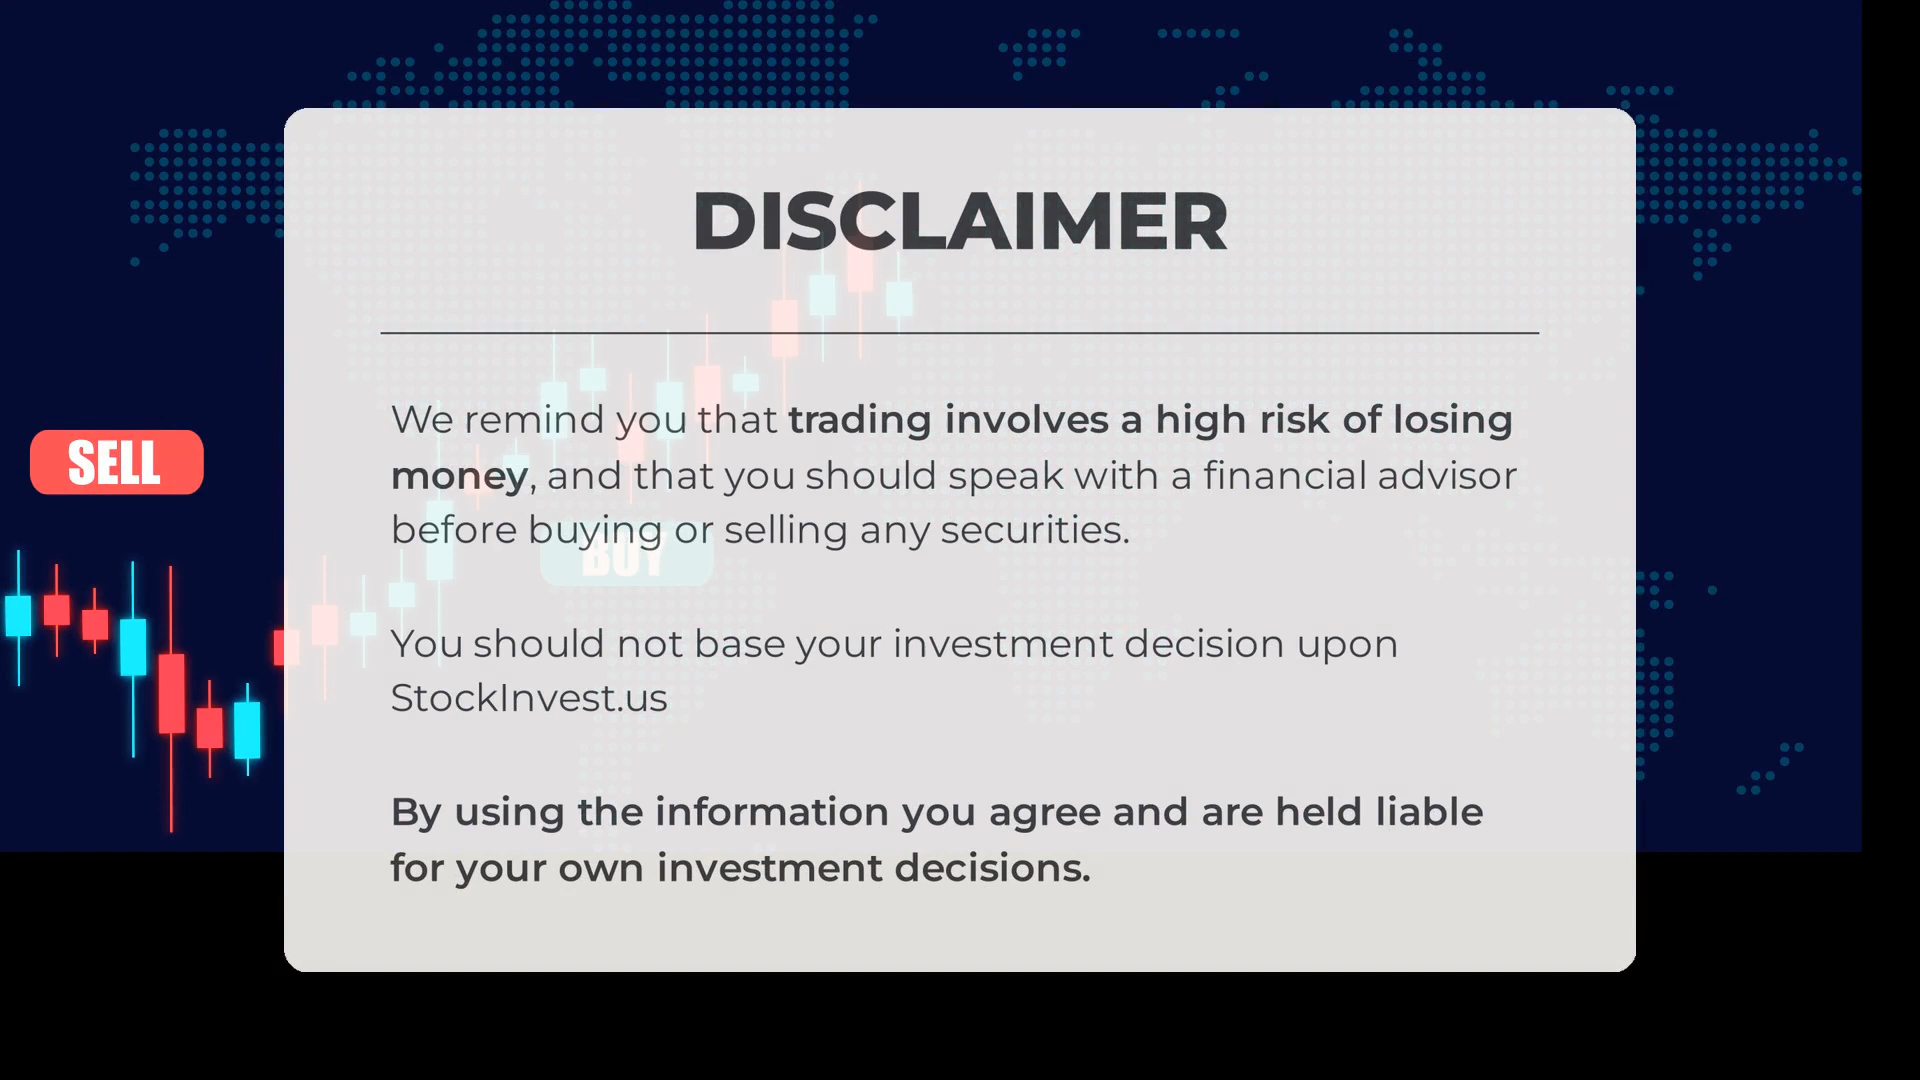 DISCLAIMER
We remind you that trading involves a high risk of losing
money, and that you should speak with a financial advisor
before buying or selling any securities.
SELL
BUY
You should not base your investment decision upon
StockInvest.us
By using the information you agree and are held liable
for your own investment decisions.